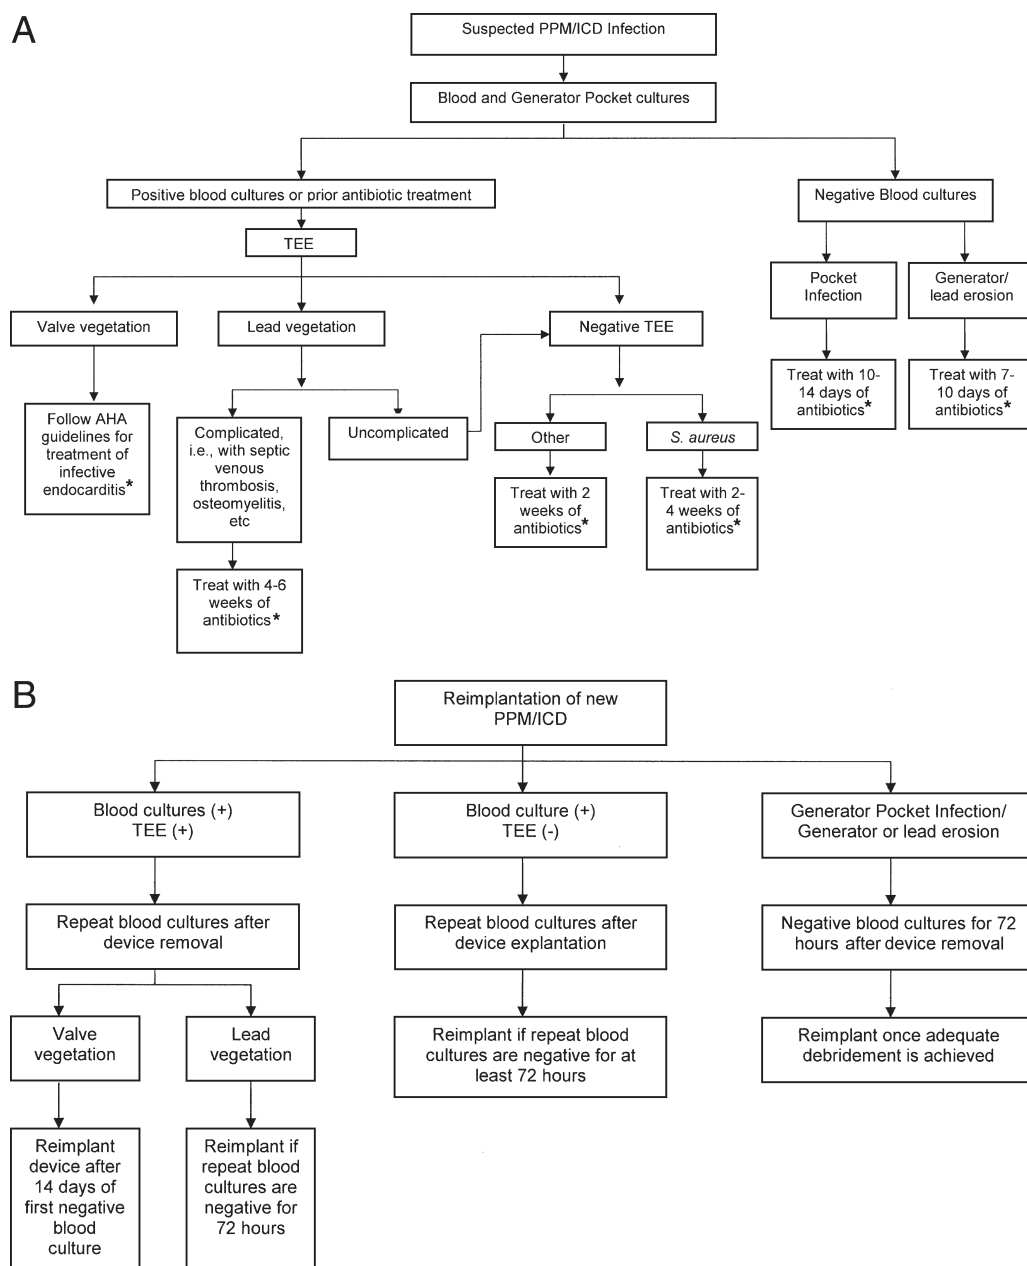 A
Suspected PPM/ICD Infection
Blood and Generator Pocket cultures
Positive blood cultures or prior antibiotic treatment
Negative Blood cultures
TEE
Pocket
Infection
Generator/
lead erosion
Valve vegetation
Lead vegetation
Negative TEE
Treat with 10-
14 days of
antibiotics*
Treat with 7-
10 days of
antibiotics*
Follow AHA
guidelines for
treatment of
infective
endocarditis*
Complicated,
i.e., with septic
venous
thrombosis,
osteomyelitis,
etc
Uncomplicated
Other
S. aureus
Treat with 2
weeks of
antibiotics*
Treat with 2-
4 weeks of
antibiotics*
Treat with 4-6
weeks of
antibiotics*
B
Reimplantation of new
PPM/ICD
Blood cultures (+)
TEE (+)
Blood culture (+)
TEE (-)
Generator Pocket Infection/
Generator or lead erosion
Repeat blood cultures after
device removal
Repeat blood cultures after
device explantation
Negative blood cultures for 72
hours after device removal
Valve
vegetation
Lead
vegetation
Reimplant if repeat blood
cultures are negative for at
least 72 hours
Reimplant once adequate
debridement is achieved
Reimplant
device after
14 days of
first negative
blood
culture
Reimplant if
repeat blood
cultures are
negative for
72 hours